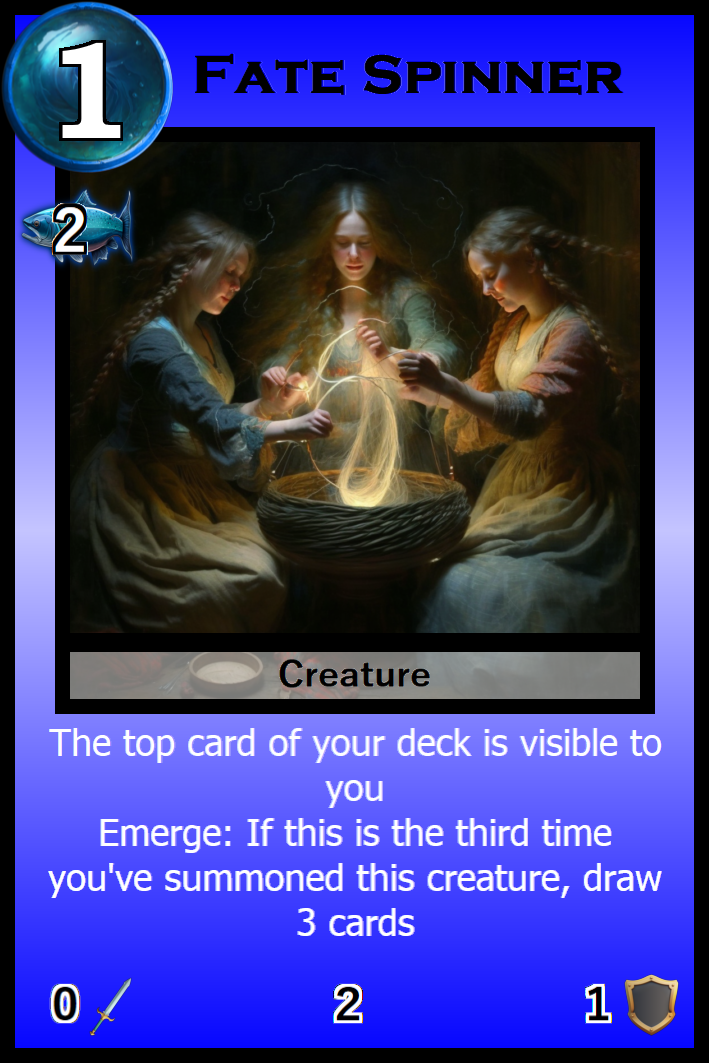 1
Fate Spinner
2
Creature
The top card of your deck is visible to
you
Emerge: If this is the third time
you've summoned this creature, draw
3 cards
0 2 1